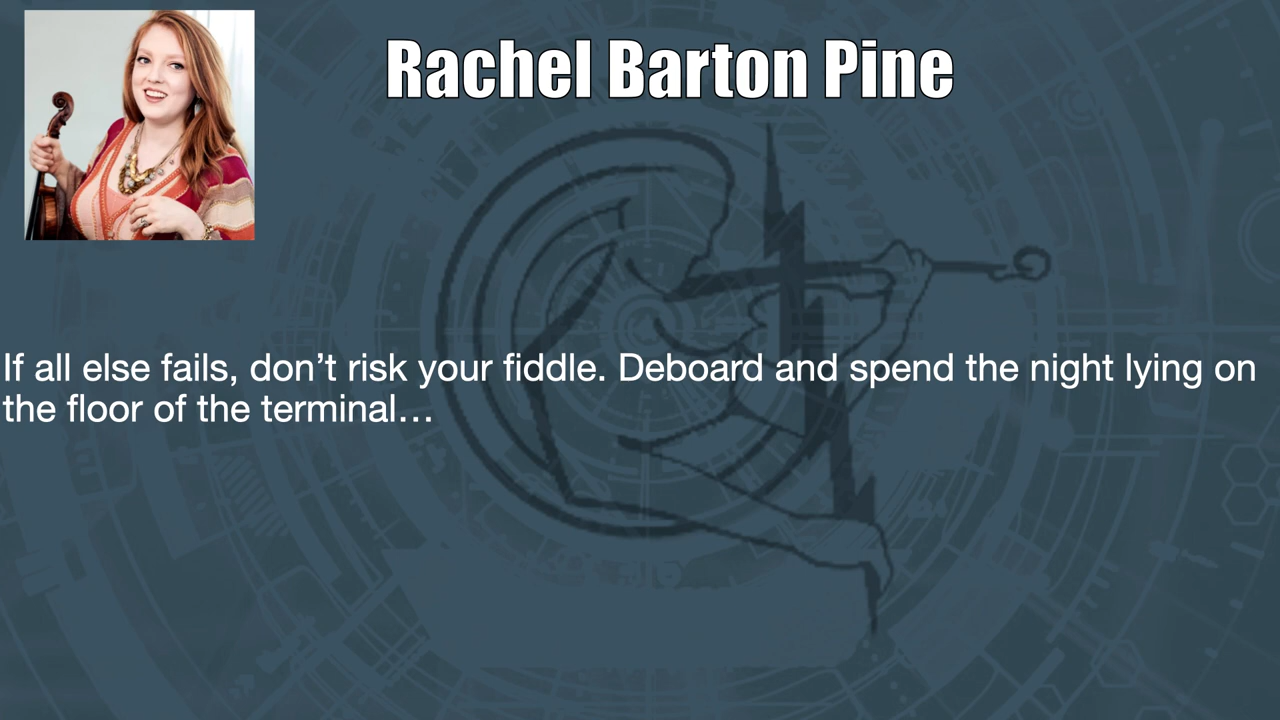 Rachel Barton Pine
If all else fails, don’t risk your fiddle. Deboard and spend the night lying on
the floor of the terminal…